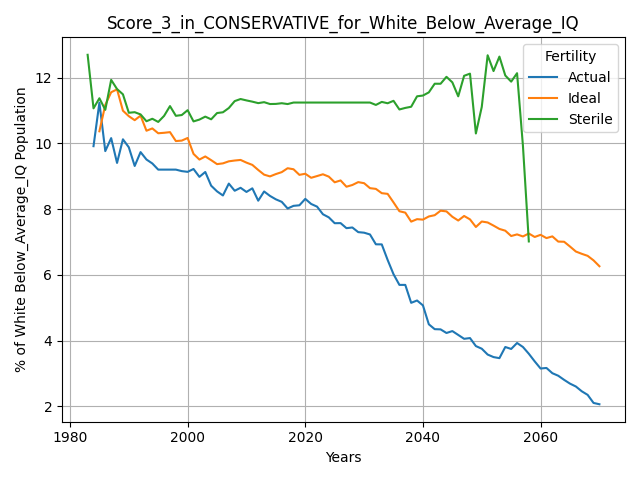 Score_3_in_CONSERVATIVE_for_White_Below_Average_IQ
% of White Below_Average_IQ Population
12
10
8
6
4
2
1980
2000
2020
2040
2060
Years
Fertility
Actual
Ideal
Sterile